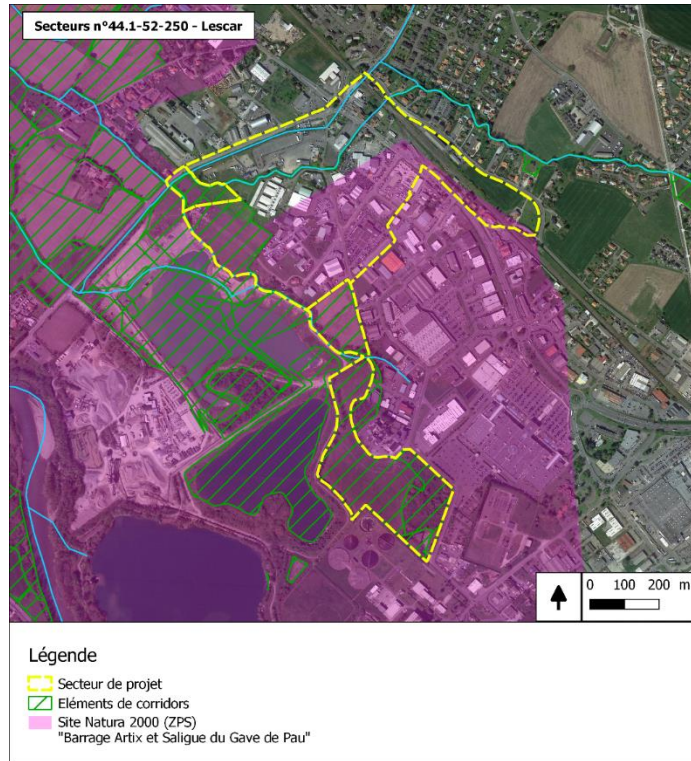 Secteurs n°44.1-52-250 - Lescar
0 100 200 m
Légende
Secteur de projet
Eléments de corridors
Site Natura 2000 (ZPS)
"Barrage Artix et Saligue du Gave de Pau"